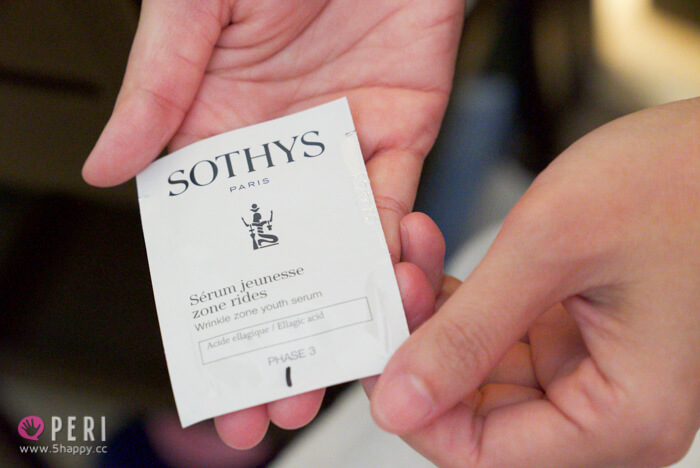 SOTHYS
PARIS
Sérum jeunesse
zone rides
Wrinkle zone youth serum
Acide ellagique / Ellagic acid
PHASE 3
1
PERI
www.5happy.cc